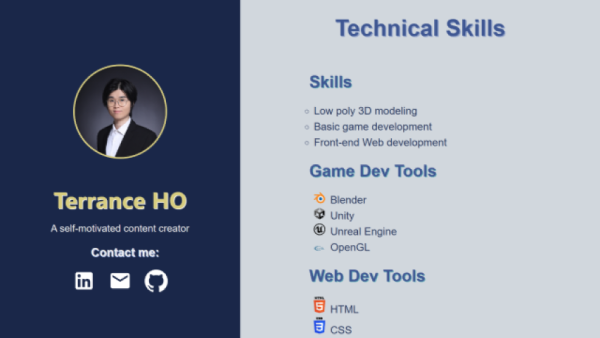 Terrance HO
A self-motivated content creator
Contact me:
in
Technical Skills
Skills
Low poly 3D modeling
Basic game development
Front-end Web development
Game Dev Tools
Blender
Unity
Unreal Engine
OpenGL
Web Dev Tools
HTML
CSS